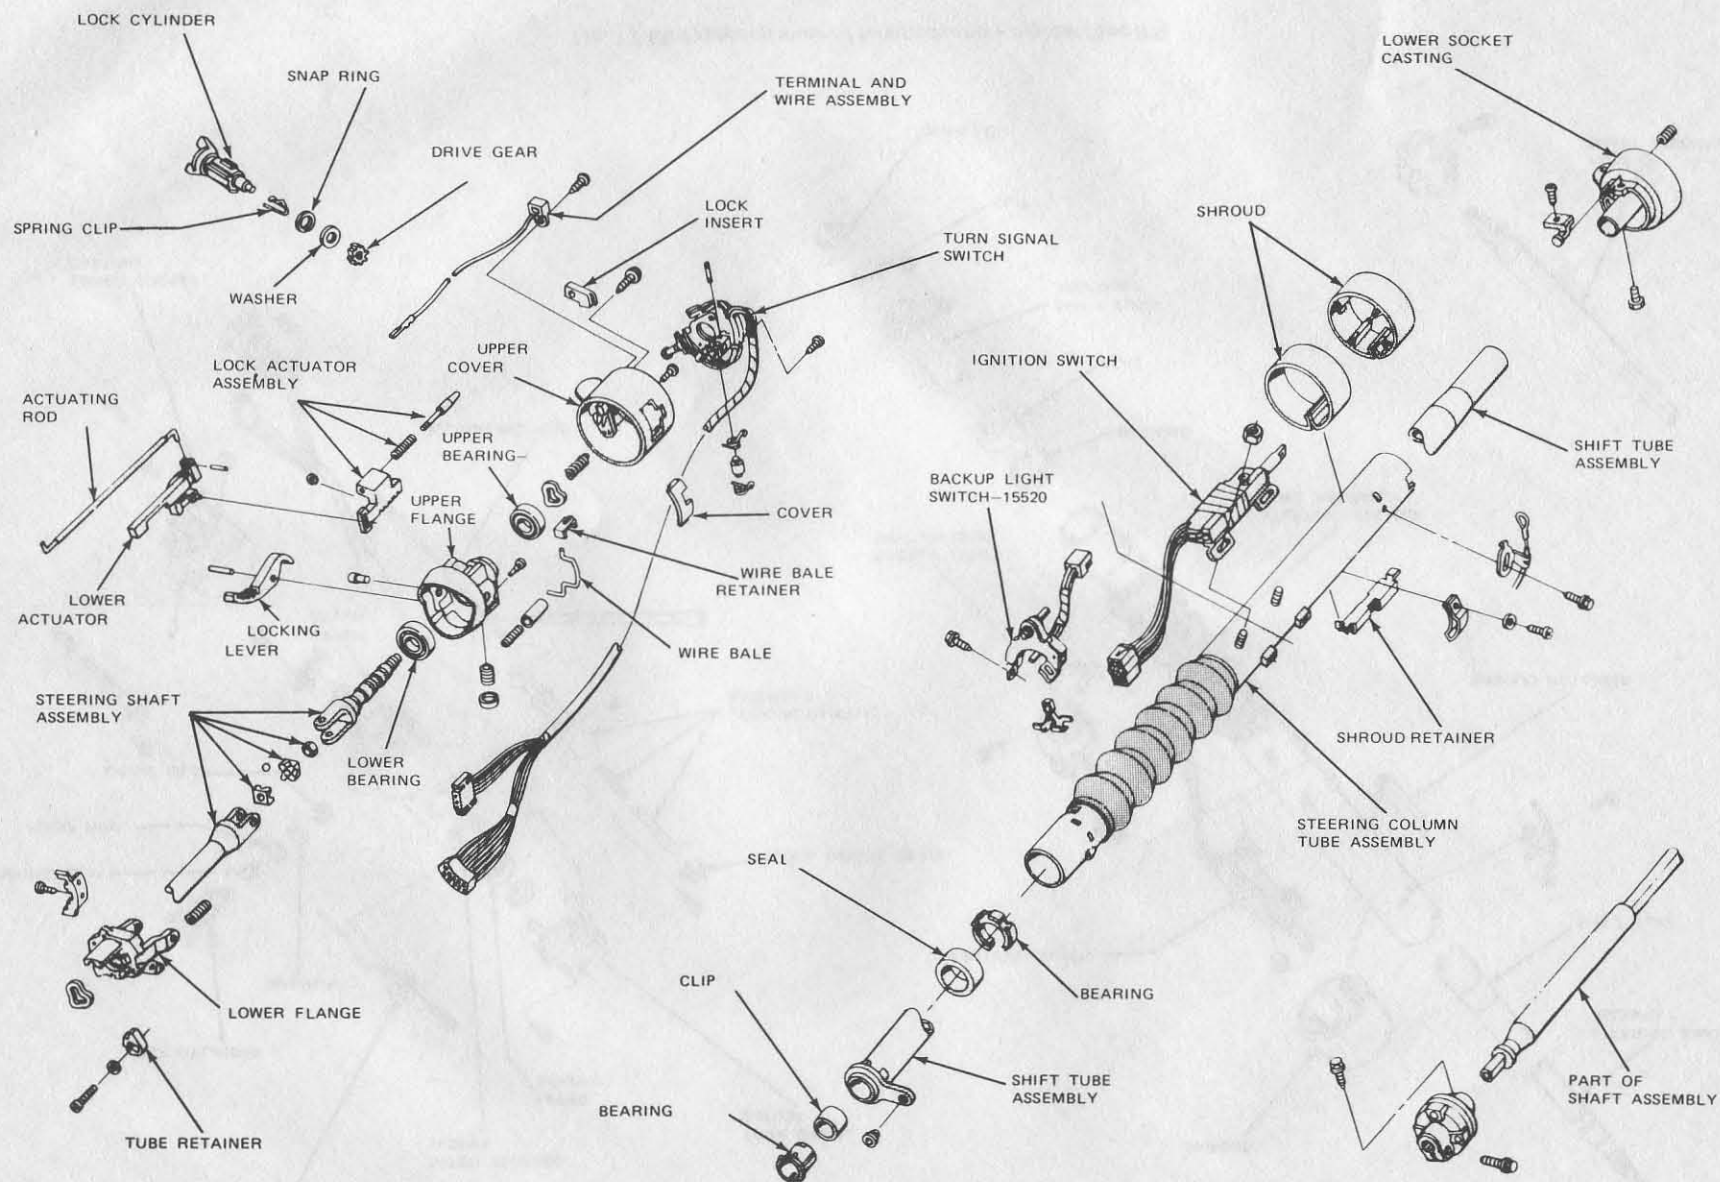 LOCK CYLINDER
SNAP RING
TERMINAL AND
WIRE ASSEMBLY
LOWER SOCKET
CASTING
DRIVE GEAR
LOCK
INSERT
SHROUD
SPRING CLIP
TURN SIGNAL
SWITCH
WASHER
UPPER
COVER
IGNITION SWITCH
LOCK ACTUATOR
ASSEMBLY
ACTUATING
ROD
UPPER
BEARING-
SHIFT TUBE
ASSEMBLY
BACKUP LIGHT
SWITCH-15520
UPPER
FLANGE
COVER
WIRE BALE
RETAINER
LOWER
ACTUATOR
LOCKING
LEVER
WIRE BALE
STEERING SHAFT
ASSEMBLY
LOWER
BEARING
SHROUD RETAINER
STEERING COLUMN
TUBE ASSEMBLY
SEAL
CLIP
BEARING
LOWER FLANGE
SHIFT TUBE
ASSEMBLY
PART OF
SHAFT ASSEMBLY
BEARING
TUBE RETAINER